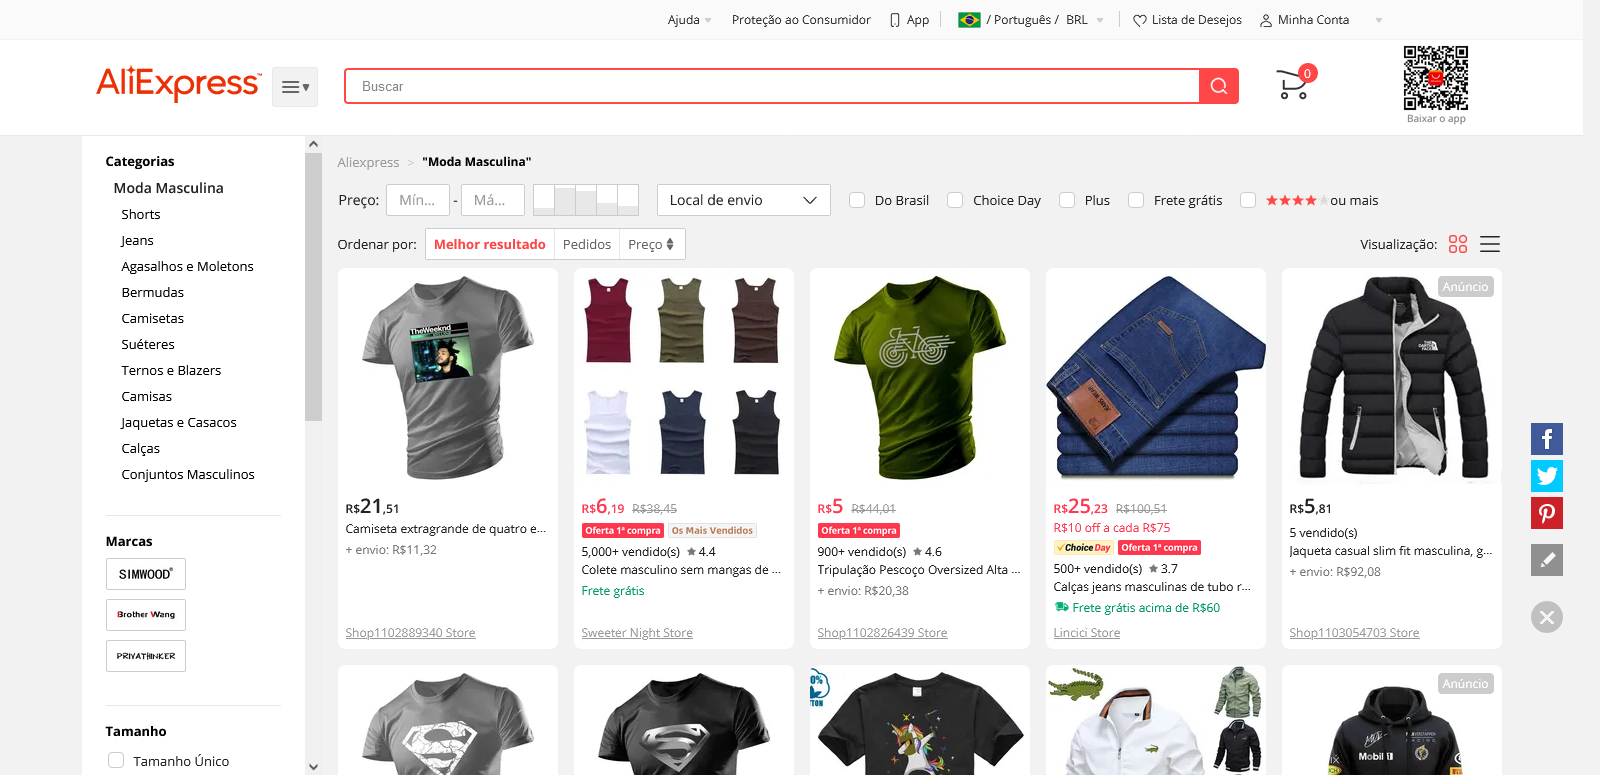 Ajuda
Proteção ao Consumidor
App
/ Português / BRL
Lista de Desejos
Minha Conta
AliExpress
Buscar
0
Baixar o app
Categorias
Moda Masculina
Shorts
Jeans
Agasalhos e Moletons
Bermudas
Camisetas
Suéteres
Ternos e Blazers
Camisas
Jaquetas e Casacos
Calças
Conjuntos Masculinos
Marcas
SIMWOOD®
Brother Wang
PRIVATHINKER
Tamanho
Tamanho Único
Aliexpress > "Moda Masculina"
Preço: Mín... - Má...
Local de envio
Do Brasil
Choice Day
Plus
Frete grátis
ou mais
Ordenar por: Melhor resultado Pedidos Preço
Visualização:
TheWeeknd
R$21,51
Camiseta extragrande de quatro e...
+ envio: R$11,32
Shop1102889340 Store
R$6,19 R$38,45
Oferta 1ª compra Os Mais Vendidos
5,000+ vendido(s) 4.4
Colete masculino sem mangas de ...
Frete grátis
Sweeter Night Store
R$5 R$44,01
Oferta 1ª compra
900+ vendido(s) 4.6
Tripulação Pescoço Oversized Alta ...
+ envio: R$20,38
Shop1102826439 Store
R$25,23 R$100,51
R$10 off a cada R$75
Choice Day Oferta 1ª compra
500+ vendido(s) 3.7
Calças jeans masculinas de tubo r...
Frete grátis acima de R$60
Lincici Store
Anúncio
R$5,81
5 vendido(s)
Jaqueta casual slim fit masculina, g...
+ envio: R$92,08
Shop1103054703 Store
Anúncio
Mobil 1